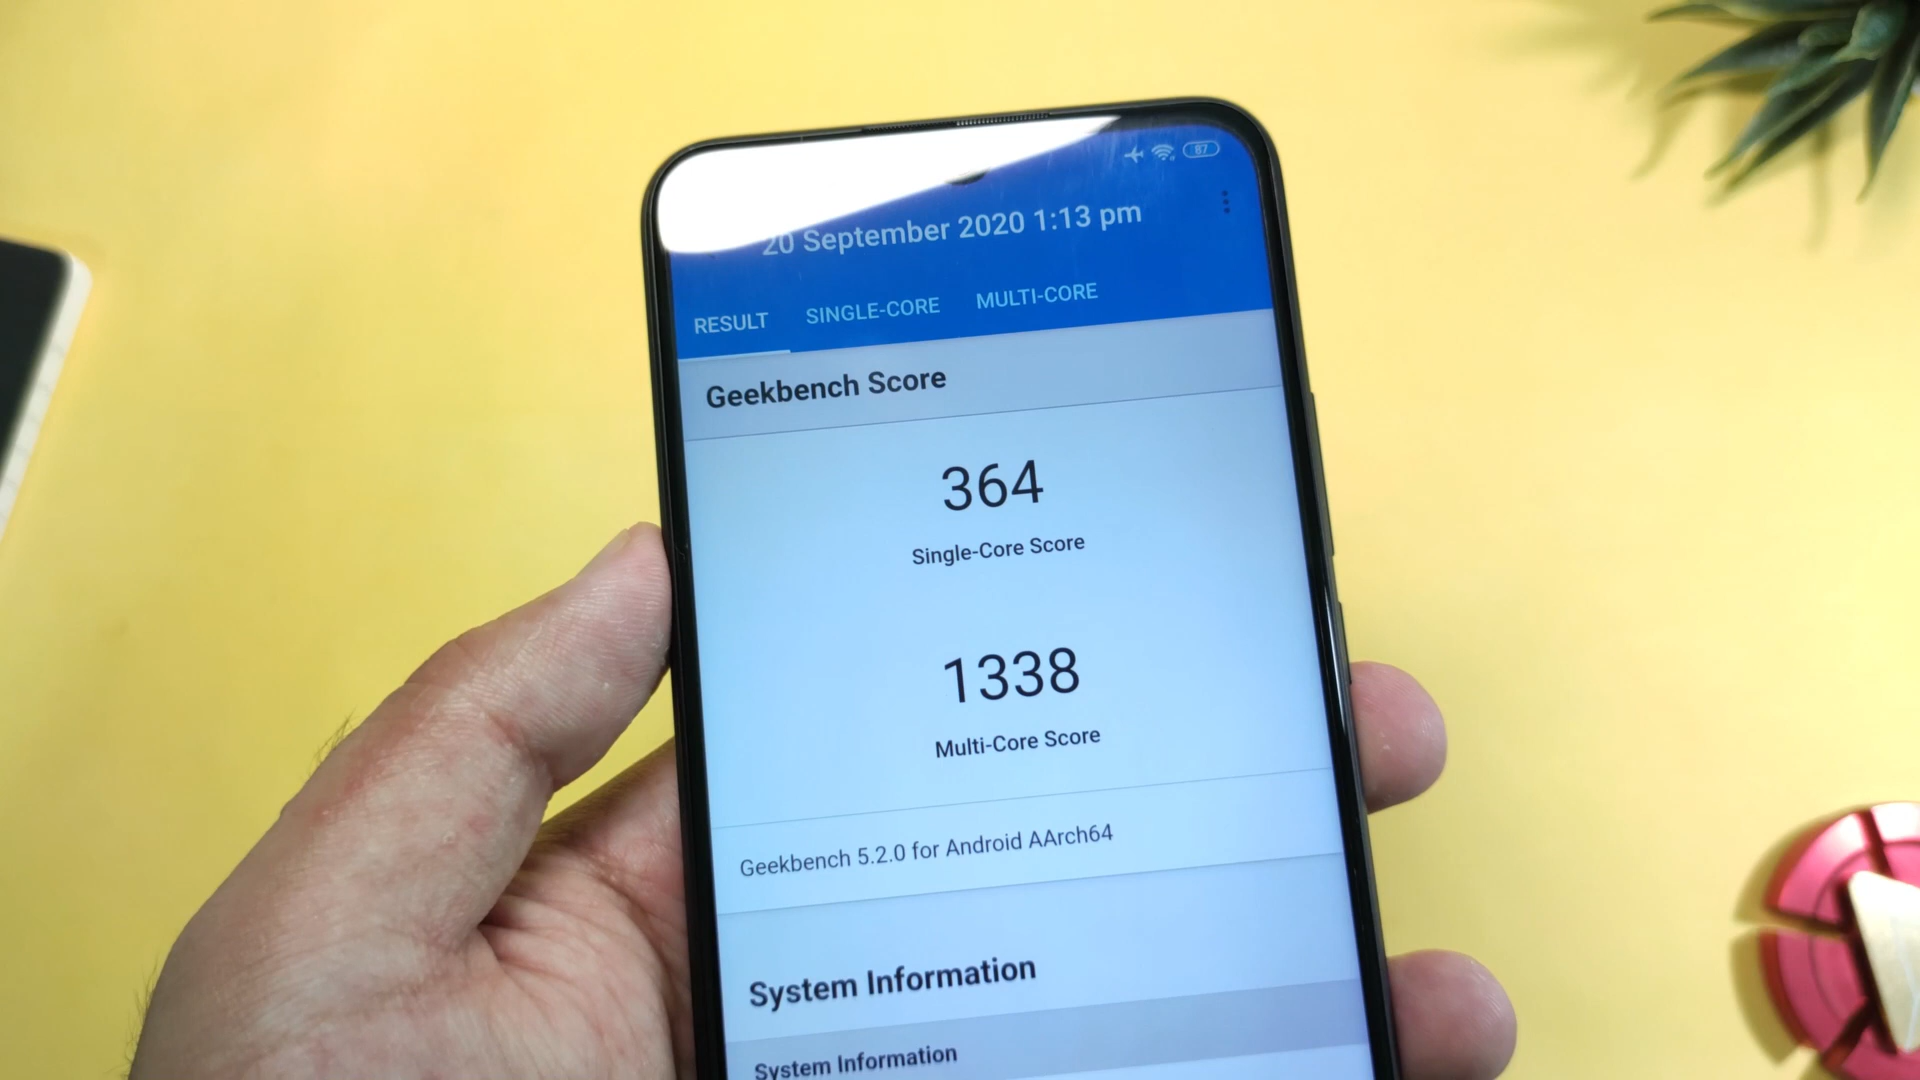 87
20 September 2020 1:13 pm
RESULT SINGLE-CORE MULTI-CORE
Geekbench Score
364
Single-Core Score
1338
Multi-Core Score
Geekbench 5.2.0 for Android AArch64
System Information
System Information